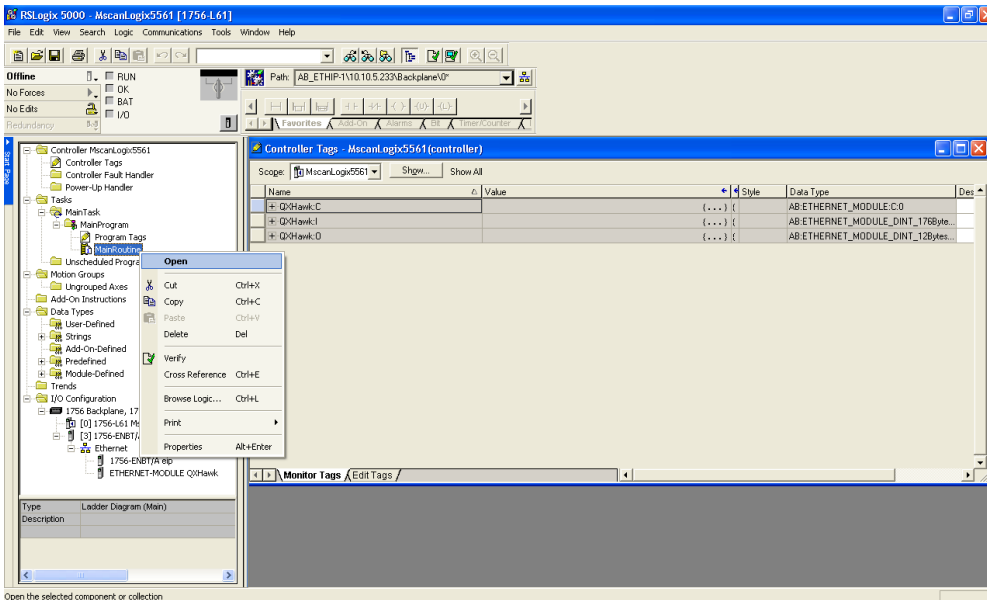 RSLogix 5000 - MscanLogix5561 [1756-L61]
File Edit View Search Logic Communications Tools Window Help
Offline
RUN
No Forces
OK
BAT
No Edits
I/O
Redundancy
Path: AB_ETHIP-1\10.10.5.233\Backplane\0*
Favorites Add-On Alarms Bit Timer/Counter
Start Page
Controller MscanLogix5561
Controller Tags
Controller Fault Handler
Power-Up Handler
Tasks
MainTask
MainProgram
Program Tags
MainRoutine
Unscheduled Progra
Motion Groups
Ungrouped Axes
Add-On Instructions
Data Types
User-Defined
Strings
Add-On-Defined
Predefined
Module-Defined
Trends
I/O Configuration
1756 Backplane, 17
[0] 1756-L61 Ms
[3] 1756-ENBT/
Ethernet
1756-ENBT/A eip
ETHERNET-MODULE QXHawk
Open
Cut Ctrl+X
Copy Ctrl+C
Paste Ctrl+V
Delete Del
Verify
Cross Reference Ctrl+E
Browse Logic... Ctrl+L
Print
Properties Alt+Enter
Type Ladder Diagram (Main)
Description
Controller Tags - MscanLogix5561(controller)
Scope: MscanLogix5561 Show... Show All
Name Value Style Data Type Des
QXHawk:C {...} { AB:ETHERNET_MODULE:C:0
QXHawk:I {...} { AB:ETHERNET_MODULE_DINT_176Byte...
QXHawk:O {...} { AB:ETHERNET_MODULE_DINT_12Bytes...
Monitor Tags Edit Tags
Open the selected component or collection